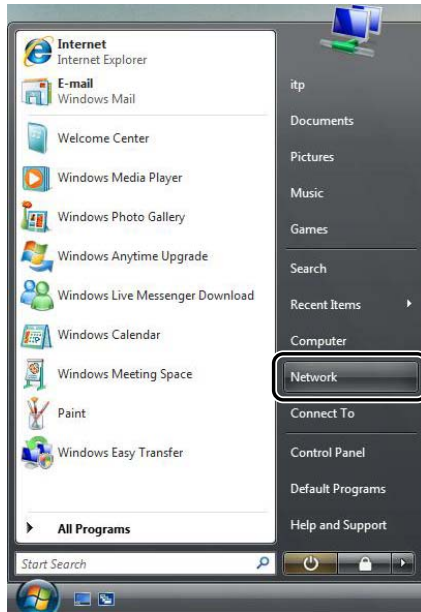 Internet
Internet Explorer
E-mail
Windows Mail
Welcome Center
Windows Media Player
Windows Photo Gallery
Windows Anytime Upgrade
Windows Live Messenger Download
Windows Calendar
Windows Meeting Space
Paint
Windows Easy Transfer
All Programs
Start Search
itp
Documents
Pictures
Music
Games
Search
Recent Items
Computer
Network
Connect To
Control Panel
Default Programs
Help and Support